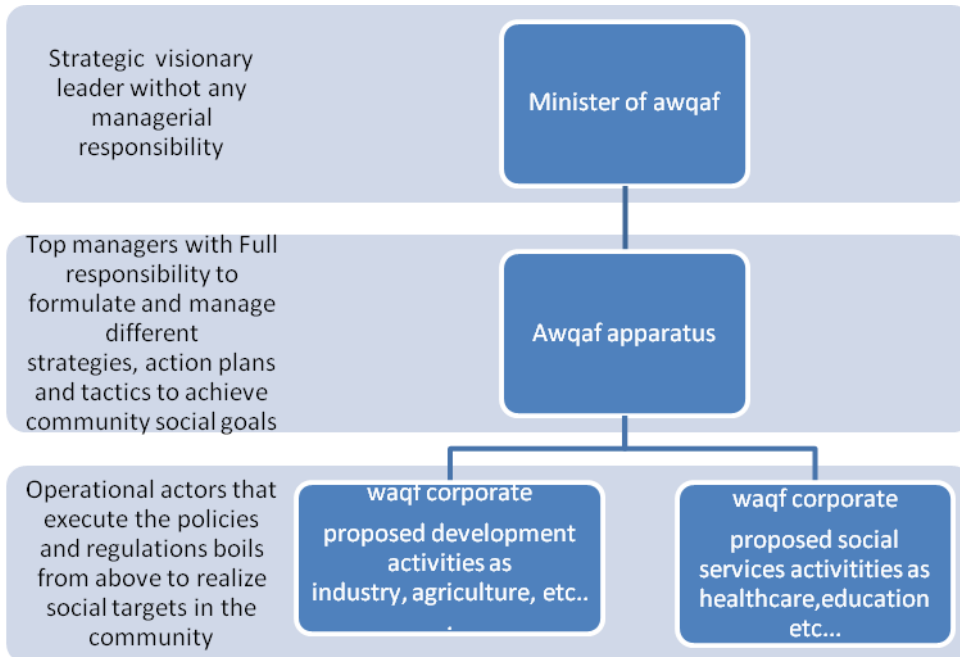 Strategic visionary
leader withot any
managerial
responsibility
Minister of awqaf
Top managers with Full
responsibility to
formulate and manage
different
strategies, action plans
and tactics to achieve
community social goals
Awqaf apparatus
Operational actors that
execute the policies
and regulations boils
from above to realize
social targets in the
community
waqf corporate
proposed development
activities as
industry, agriculture, etc..
.
waqf corporate
proposed social
services activitities as
healthcare,education
etc...